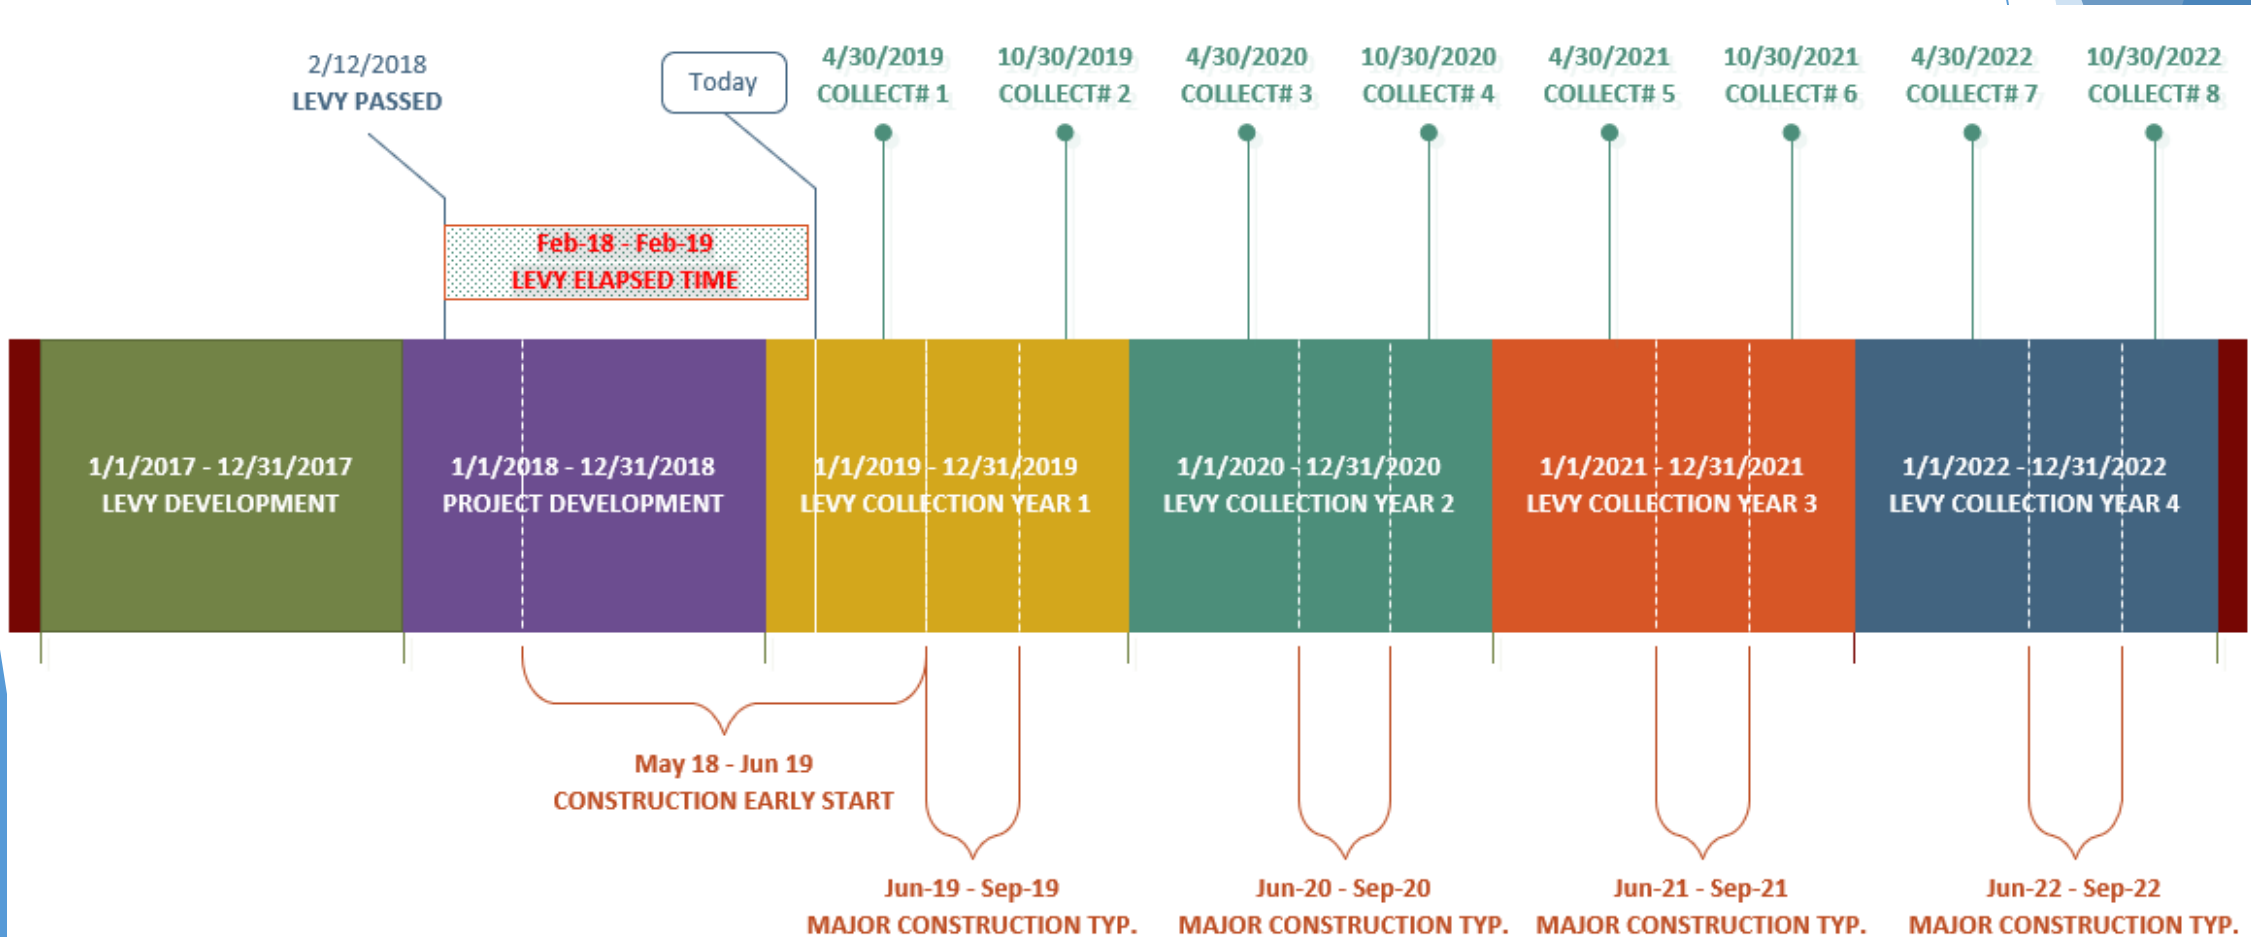 2/12/2018
LEVY PASSED
Today
4/30/2019
COLLECT# 1
10/30/2019
COLLECT# 2
4/30/2020
COLLECT# 3
10/30/2020
COLLECT# 4
4/30/2021
COLLECT# 5
10/30/2021
COLLECT# 6
4/30/2022
COLLECT# 7
10/30/2022
COLLECT# 8
Feb-18 - Feb-19
LEVY ELAPSED TIME
1/1/2017 - 12/31/2017
LEVY DEVELOPMENT
1/1/2018 - 12/31/2018
PROJECT DEVELOPMENT
1/1/2019 - 12/31/2019
LEVY COLLECTION YEAR 1
1/1/2020 - 12/31/2020
LEVY COLLECTION YEAR 2
1/1/2021 - 12/31/2021
LEVY COLLECTION YEAR 3
1/1/2022 - 12/31/2022
LEVY COLLECTION YEAR 4
May 18 - Jun 19
CONSTRUCTION EARLY START
Jun-19 - Sep-19
MAJOR CONSTRUCTION TYP.
Jun-20 - Sep-20
MAJOR CONSTRUCTION TYP.
Jun-21 - Sep-21
MAJOR CONSTRUCTION TYP.
Jun-22 - Sep-22
MAJOR CONSTRUCTION TYP.